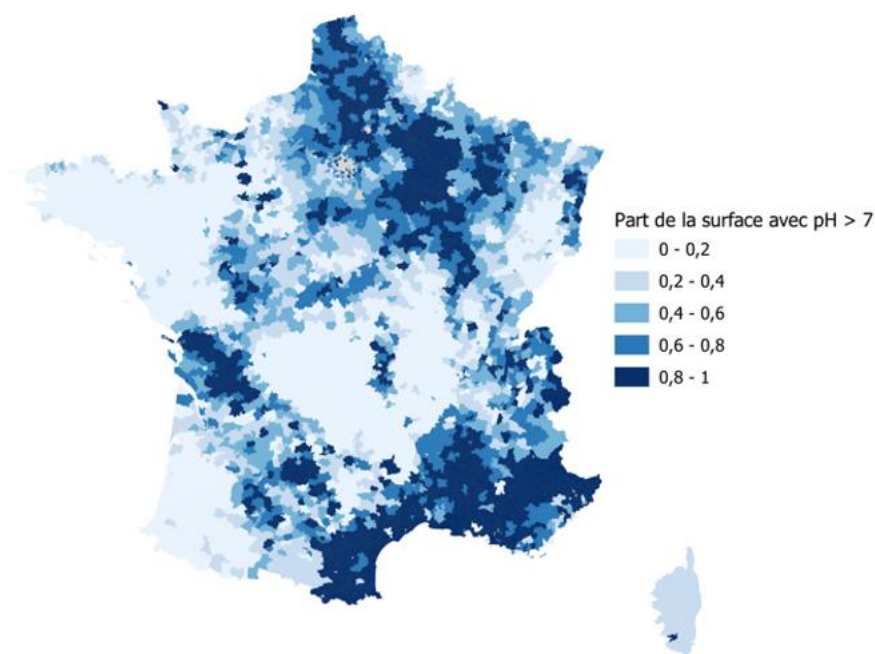 Part de la surface avec pH > 7
0 - 0,2
0,2 - 0,4
0,4 - 0,6
0,6 - 0,8
0,8 - 1